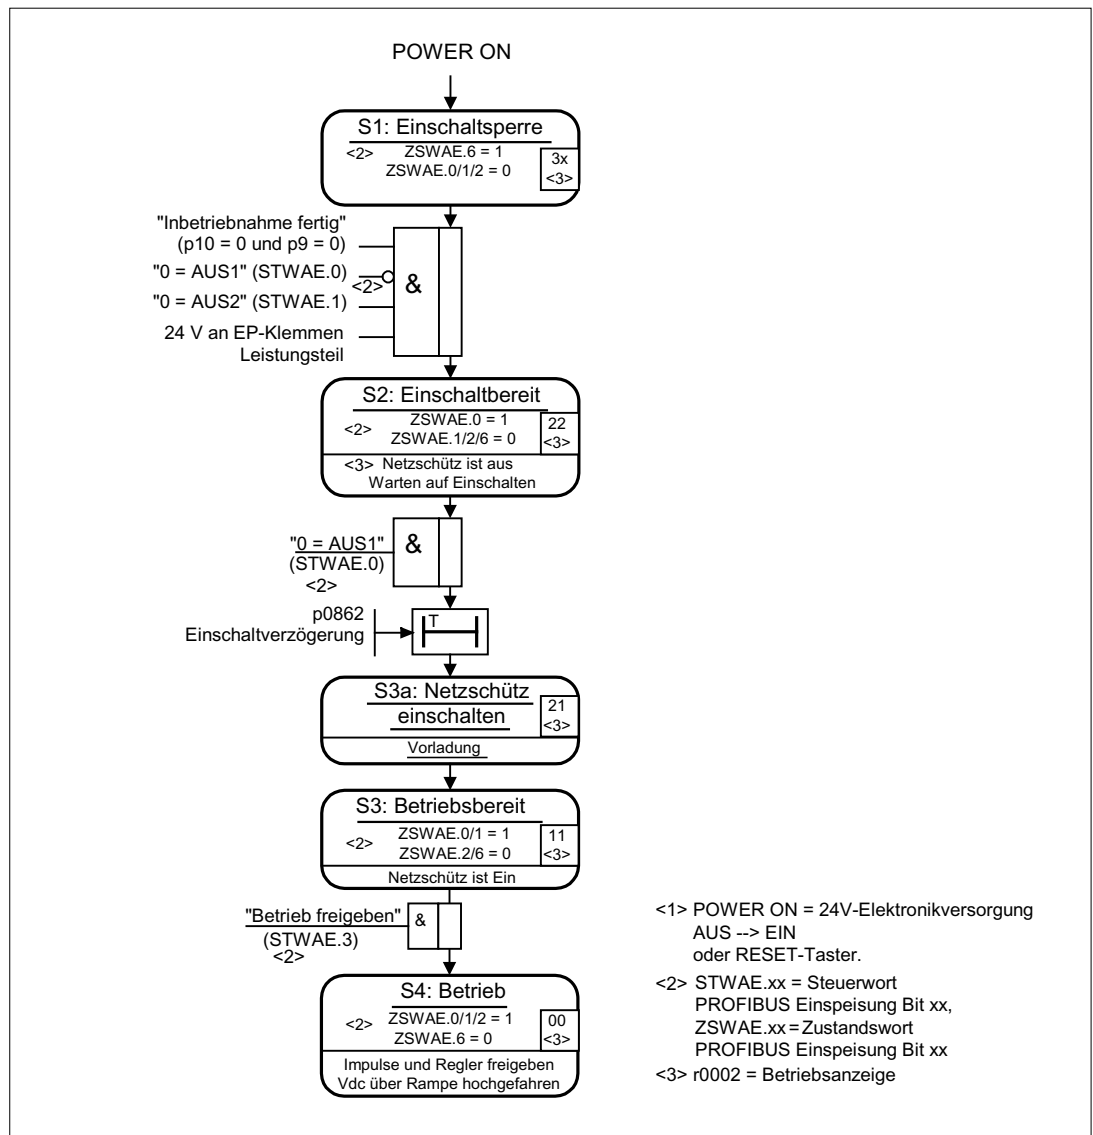 POWER ON
S1: Einschaltsperre
<2> ZSWAE.6 = 1
ZSWAE.0/1/2 = 0
3x
<3>
"Inbetriebnahme fertig"
(p10 = 0 und p9 = 0)
"0 = AUS1" (STWAE.0)
<2>
&
"0 = AUS2" (STWAE.1)
24 V an EP-Klemmen
Leistungsteil
S2: Einschaltbereit
<2> ZSWAE.0 = 1
ZSWAE.1/2/6 = 0
22
<3>
<3> Netzschütz ist aus
Warten auf Einschalten
"0 = AUS1"
(STWAE.0)
<2>
&
p0862
Einschaltverzögerung
T
S3a: Netzschütz
einschalten
21
<3>
Vorladung
S3: Betriebsbereit
<2> ZSWAE.0/1 = 1
ZSWAE.2/6 = 0
11
<3>
Netzschütz ist Ein
"Betrieb freigeben"
(STWAE.3)
<2>
&
S4: Betrieb
<2> ZSWAE.0/1/2 = 1
ZSWAE.6 = 0
00
<3>
Impulse und Regler freigeben
Vdc über Rampe hochgefahren
<1> POWER ON = 24V-Elektronikversorgung
AUS --> EIN
oder RESET-Taster.
<2> STWAE.xx = Steuerwort
PROFIBUS Einspeisung Bit xx,
ZSWAE.xx = Zustandswort
PROFIBUS Einspeisung Bit xx
<3> r0002 = Betriebsanzeige